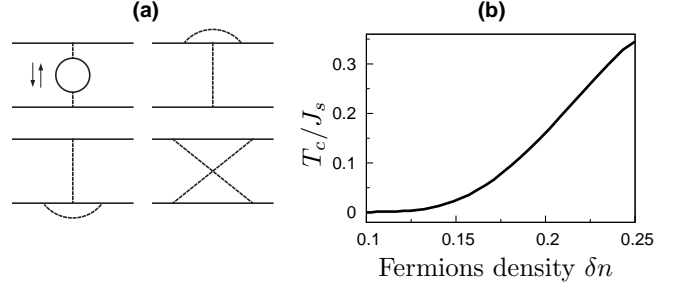 (a)
(b)
0.3
0.2
0.1
0
T_c/J_s
0.1 0.15 0.2 0.25
Fermions density δn